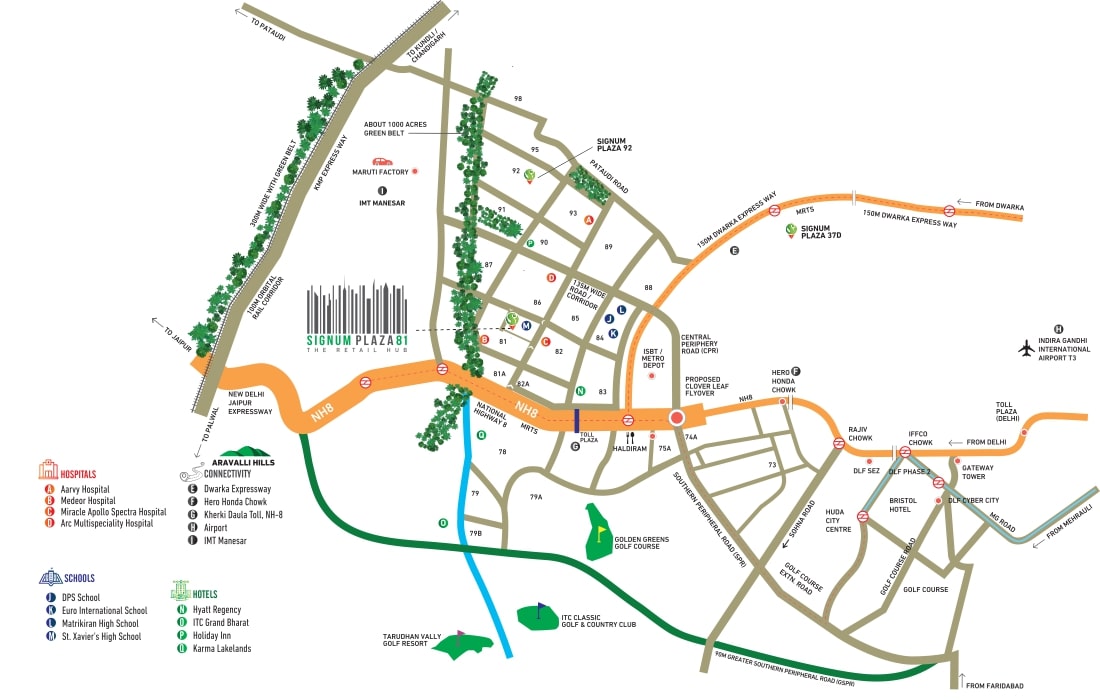 TO PATAUDI
TO KUNDLI /
CHANDIGARH
98
ABOUT 1000 ACRES
GREEN BELT
SIGNUM
PLAZA 92
95
PATAUDI ROAD
92
MARUTI FACTORY
I
IMT MANESAR
300M WIDE WITH GREEN BELT
KMP EXPRESS WAY
91
93
A
150M DWARKA EXPRESS WAY
MRTS
150M DWARKA EXPRESS WAY
FROM DWARKA
SIGNUM
PLAZA 37D
E
P
90
89
87
D
135M WIDE
ROAD /
CORRIDOR
88
100M ORBITAL
RAIL CORRIDOR
86
85
L
J
K
84
SIGNUM PLAZA81
THE RETAIL HUB
M
B
81
C
82
TO JAIPUR
CENTRAL
PERIPHERY
ROAD (CPR)
ISBT /
METRO
DEPOT
H
INDIRA GANDHI
INTERNATIONAL
AIRPORT T3
81A
82A
N
83
PROPOSED
CLOVER LEAF
FLYOVER
HERO
HONDA
CHOWK
F
NEW DELHI
JAIPUR
EXPRESSWAY
NH8
NATIONAL
HIGHWAY 8
NH8
MRTS
NH8
TOLL
PLAZA
(DELHI)
TO PALWAL
Q
G
TOLL
PLAZA
HALDIRAM
75A
74A
RAJIV
CHOWK
IFFCO
CHOWK
FROM DELHI
78
73
DLF SEZ
DLF PHASE 2
GATEWAY
TOWER
79
79A
79B
O
SOUTHERN PERIPHERAL ROAD (SPR)
SOHNA ROAD
HUDA
CITY
CENTRE
BRISTOL
HOTEL
DLF CYBER CITY
MG ROAD
FROM MEHRAULI
GOLDEN GREENS
GOLF COURSE
GOLF COURSE
EXTN. ROAD
GOLF COURSE ROAD
GOLF COURSE
ITC CLASSIC
GOLF & COUNTRY CLUB
TARUDHAN VALLY
GOLF RESORT
90M GREATER SOUTHERN PERIPHERAL ROAD (GSPR)
FROM FARIDABAD
HOSPITALS
A Aarvy Hospital
B Medeor Hospital
C Miracle Apollo Spectra Hospital
D Arc Multispeciality Hospital
ARAVALLI HILLS
CONNECTIVITY
E Dwarka Expressway
F Hero Honda Chowk
G Kherki Daula Toll, NH-8
H Airport
I IMT Manesar
SCHOOLS
J DPS School
K Euro International School
L Matrikiran High School
M St. Xavier's High School
HOTELS
N Hyatt Regency
O ITC Grand Bharat
P Holiday Inn
Q Karma Lakelands